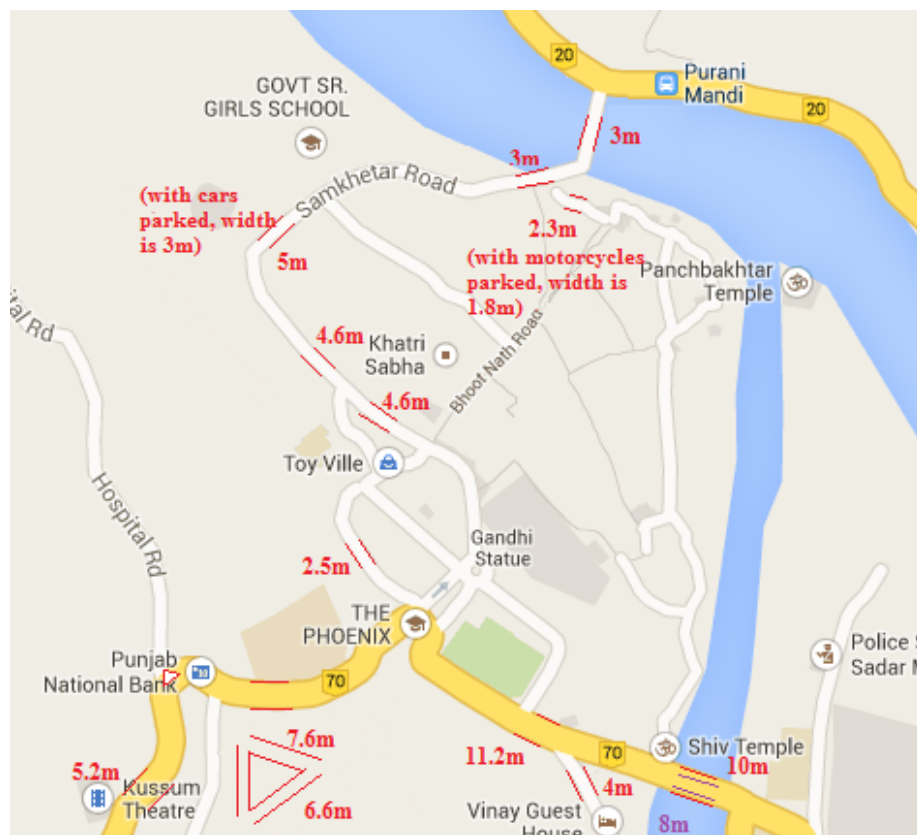 20
Purani
Mandi
20
GOVT SR.
GIRLS SCHOOL
3m
3m
Samkhetar Road
(with cars
parked, width
is 3m)
5m
2.3m
(with motorcycles
parked, width is
1.8m)
Panchbakhtar
Temple
ital Rd
4.6m
Khatri
Sabha
Bhoot Nath Road
4.6m
Toy Ville
Hospital Rd
Gandhi
Statue
2.5m
THE
PHOENIX
Police S
Sadar M
Punjab
National Bank
70
7.6m
11.2m
70
Shiv Temple
10m
5.2m
Kussum
Theatre
6.6m
4m
Vinay Guest
House
8m